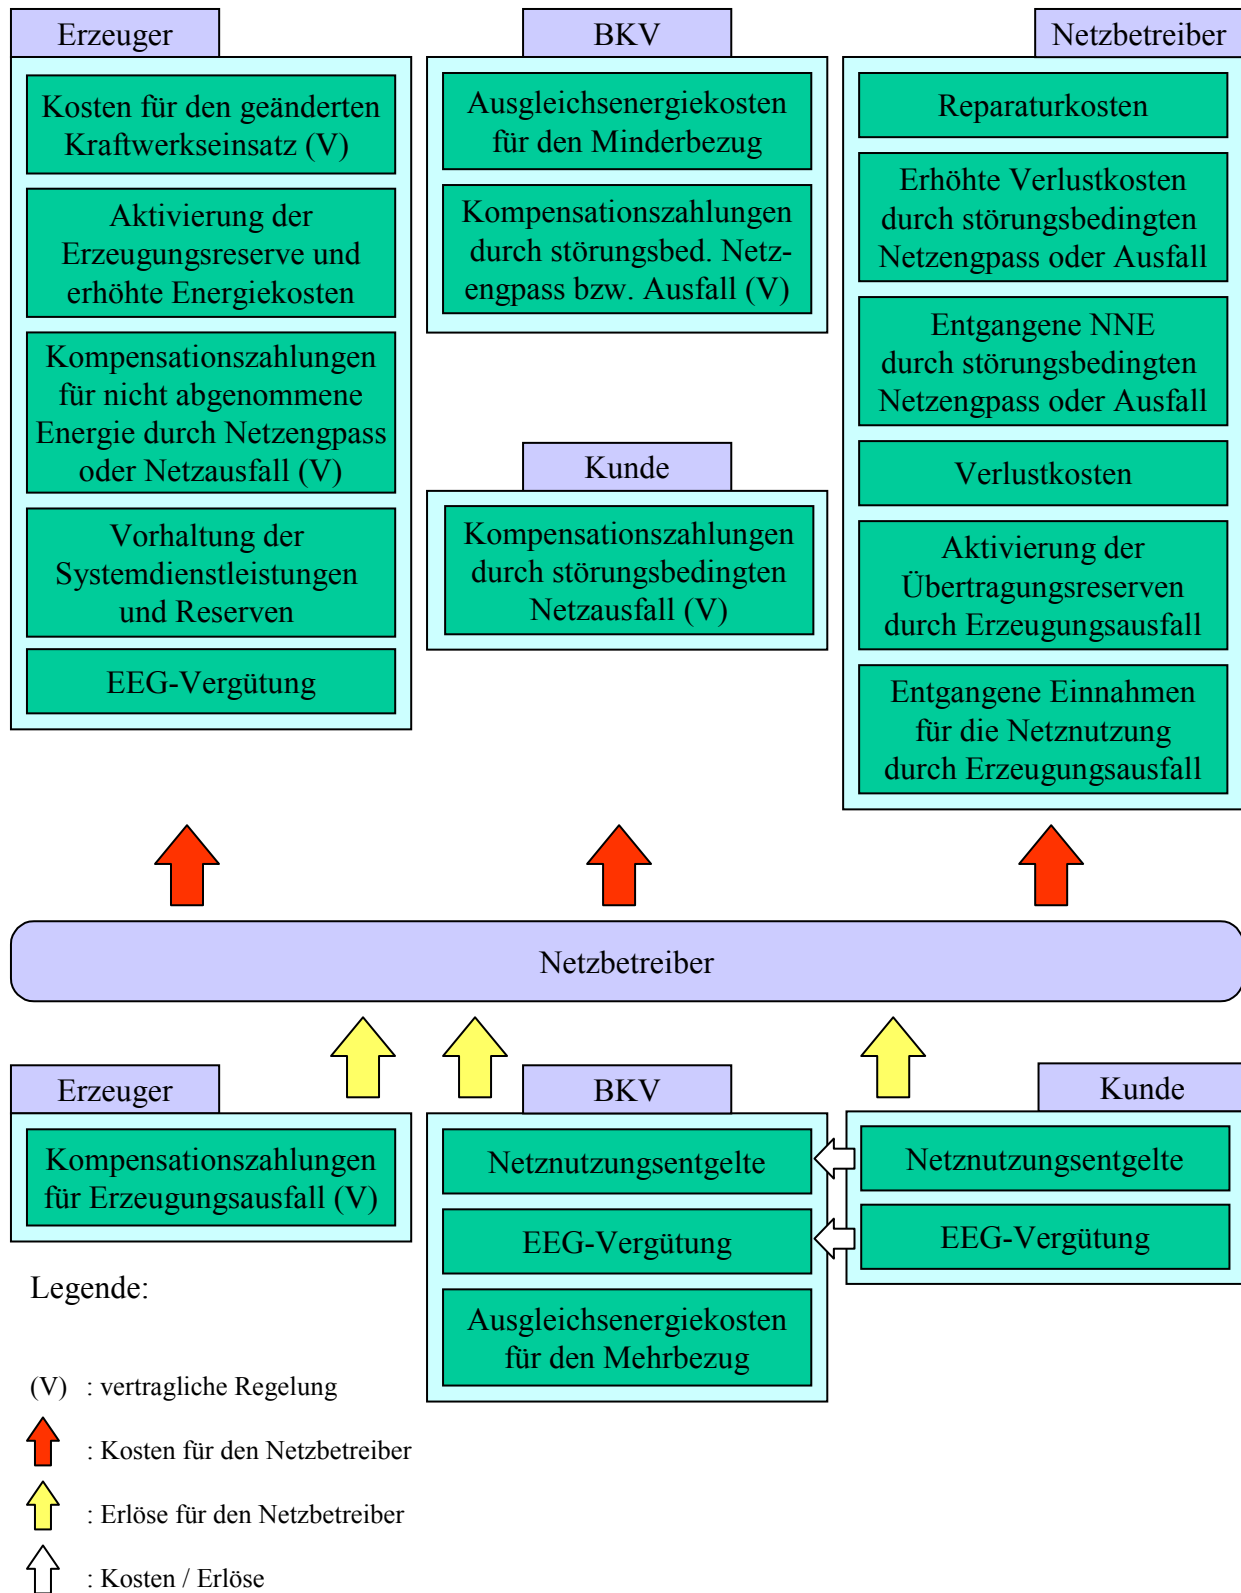 Erzeuger
Kosten für den geänderten
Kraftwerkseinsatz (V)
Aktivierung der
Erzeugungsreserve und
erhöhte Energiekosten
Kompensationszahlungen
für nicht abgenommene
Energie durch Netzengpass
oder Netzausfall (V)
Vorhaltung der
Systemdienstleistungen
und Reserven
EEG-Vergütung
BKV
Ausgleichsenergiekosten
für den Minderbezug
Kompensationszahlungen
durch störungsbed. Netz-
engpass bzw. Ausfall (V)
Kunde
Kompensationszahlungen
durch störungsbedingten
Netzausfall (V)
Netzbetreiber
Reparaturkosten
Erhöhte Verlustkosten
durch störungsbedingten
Netzengpass oder Ausfall
Entgangene NNE
durch störungsbedingten
Netzengpass oder Ausfall
Verlustkosten
Aktivierung der
Übertragungsreserven
durch Erzeugungsausfall
Entgangene Einnahmen
für die Netznutzung
durch Erzeugungsausfall
Netzbetreiber
Erzeuger
Kompensationszahlungen
für Erzeugungsausfall (V)
BKV
Netznutzungsentgelte
EEG-Vergütung
Ausgleichsenergiekosten
für den Mehrbezug
Kunde
Netznutzungsentgelte
EEG-Vergütung
Legende:
(V) : vertragliche Regelung
: Kosten für den Netzbetreiber
: Erlöse für den Netzbetreiber
: Kosten / Erlöse